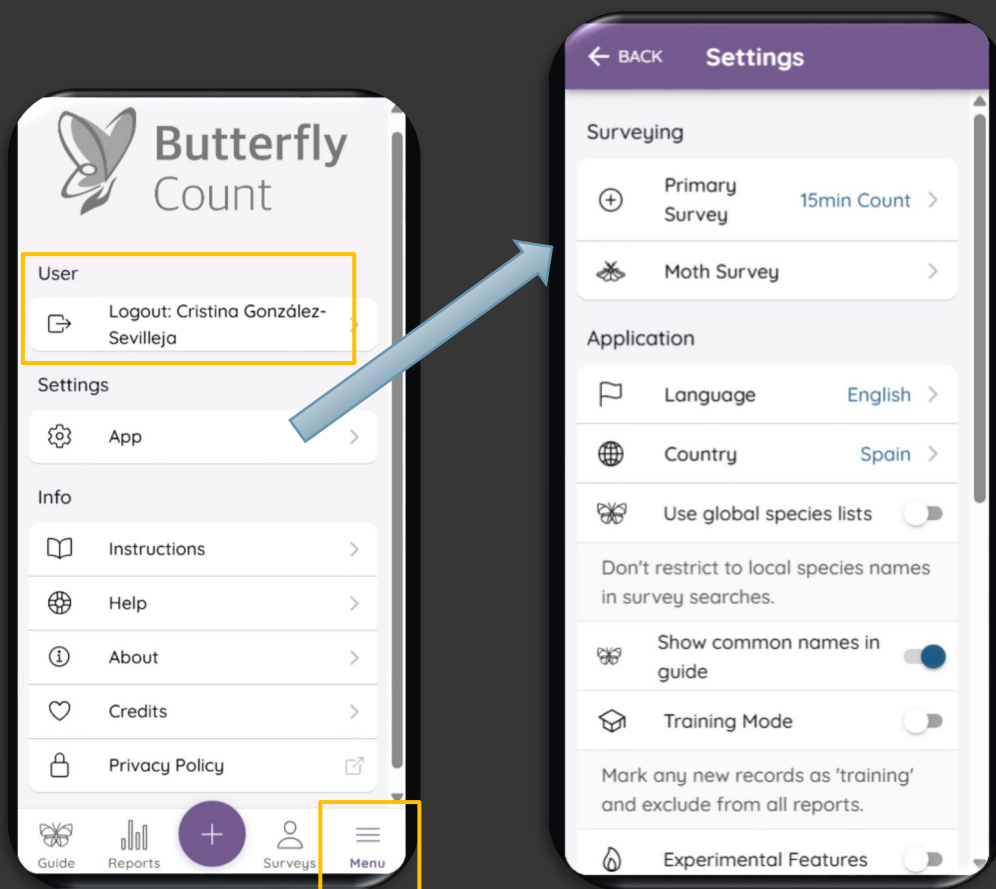 Butterfly
Count
User
Logout: Cristina González-
Sevilleja
Settings
App
Info
Instructions
Help
About
Credits
Privacy Policy
Guide
Reports
Surveys
Menu
BACK Settings
Surveying
Primary
Survey
15min Count
Moth Survey
Application
Language English
Country Spain
Use global species lists
Don't restrict to local species names
in survey searches.
Show common names in
guide
Training Mode
Mark any new records as 'training'
and exclude from all reports.
Experimental Features